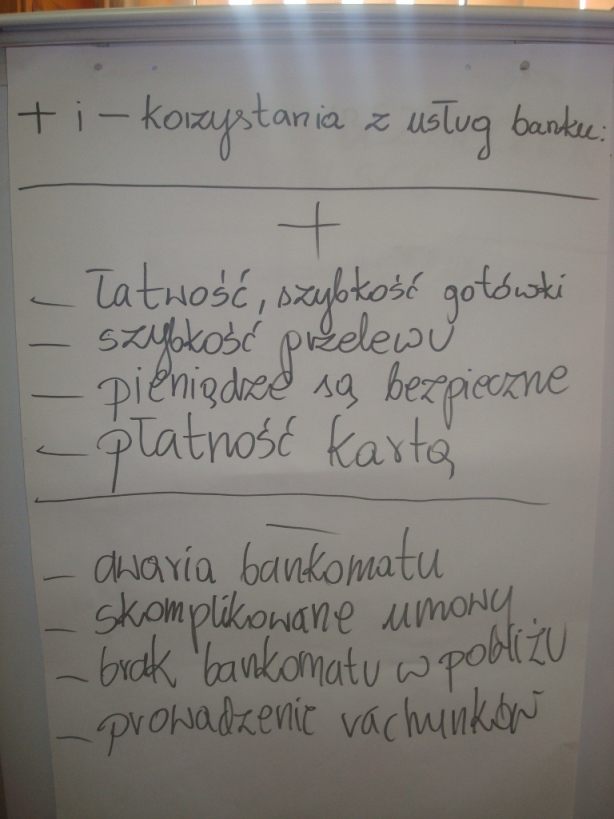 + i - korzystania z usług banku:
+
- łatwość, szybkość gotówki
- szybkość przelewu
- pieniądze są bezpieczne
- płatność kartą
-
- awaria bankomatu
- skomplikowane umowy
- brak bankomatu w pobliżu
- prowadzenie rachunków